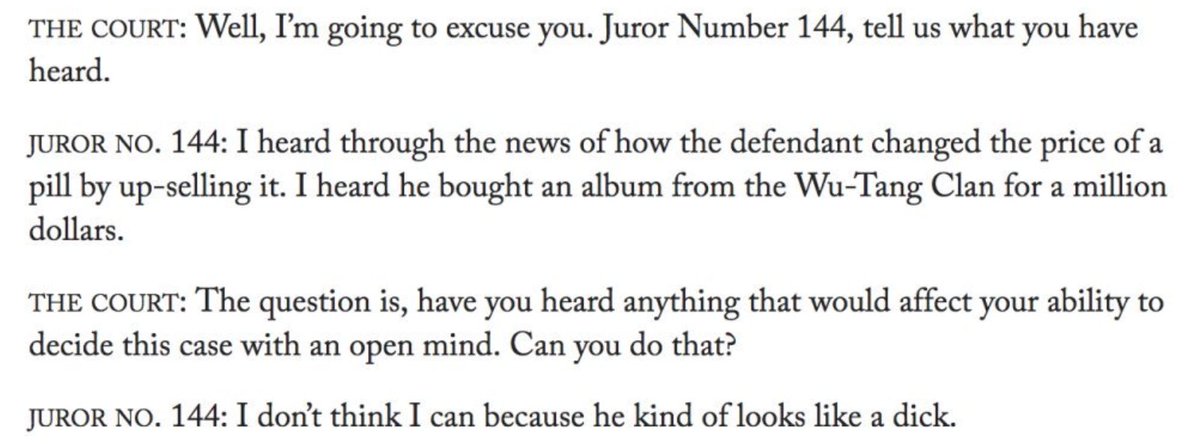 THE COURT: Well, I’m going to excuse you. Juror Number 144, tell us what you have
heard.
JUROR NO. 144: I heard through the news of how the defendant changed the price of a
pill by up-selling it. I heard he bought an album from the Wu-Tang Clan for a million
dollars.
THE COURT: The question is, have you heard anything that would affect your ability to
decide this case with an open mind. Can you do that?
JUROR NO. 144: I don’t think I can because he kind of looks like a dick.